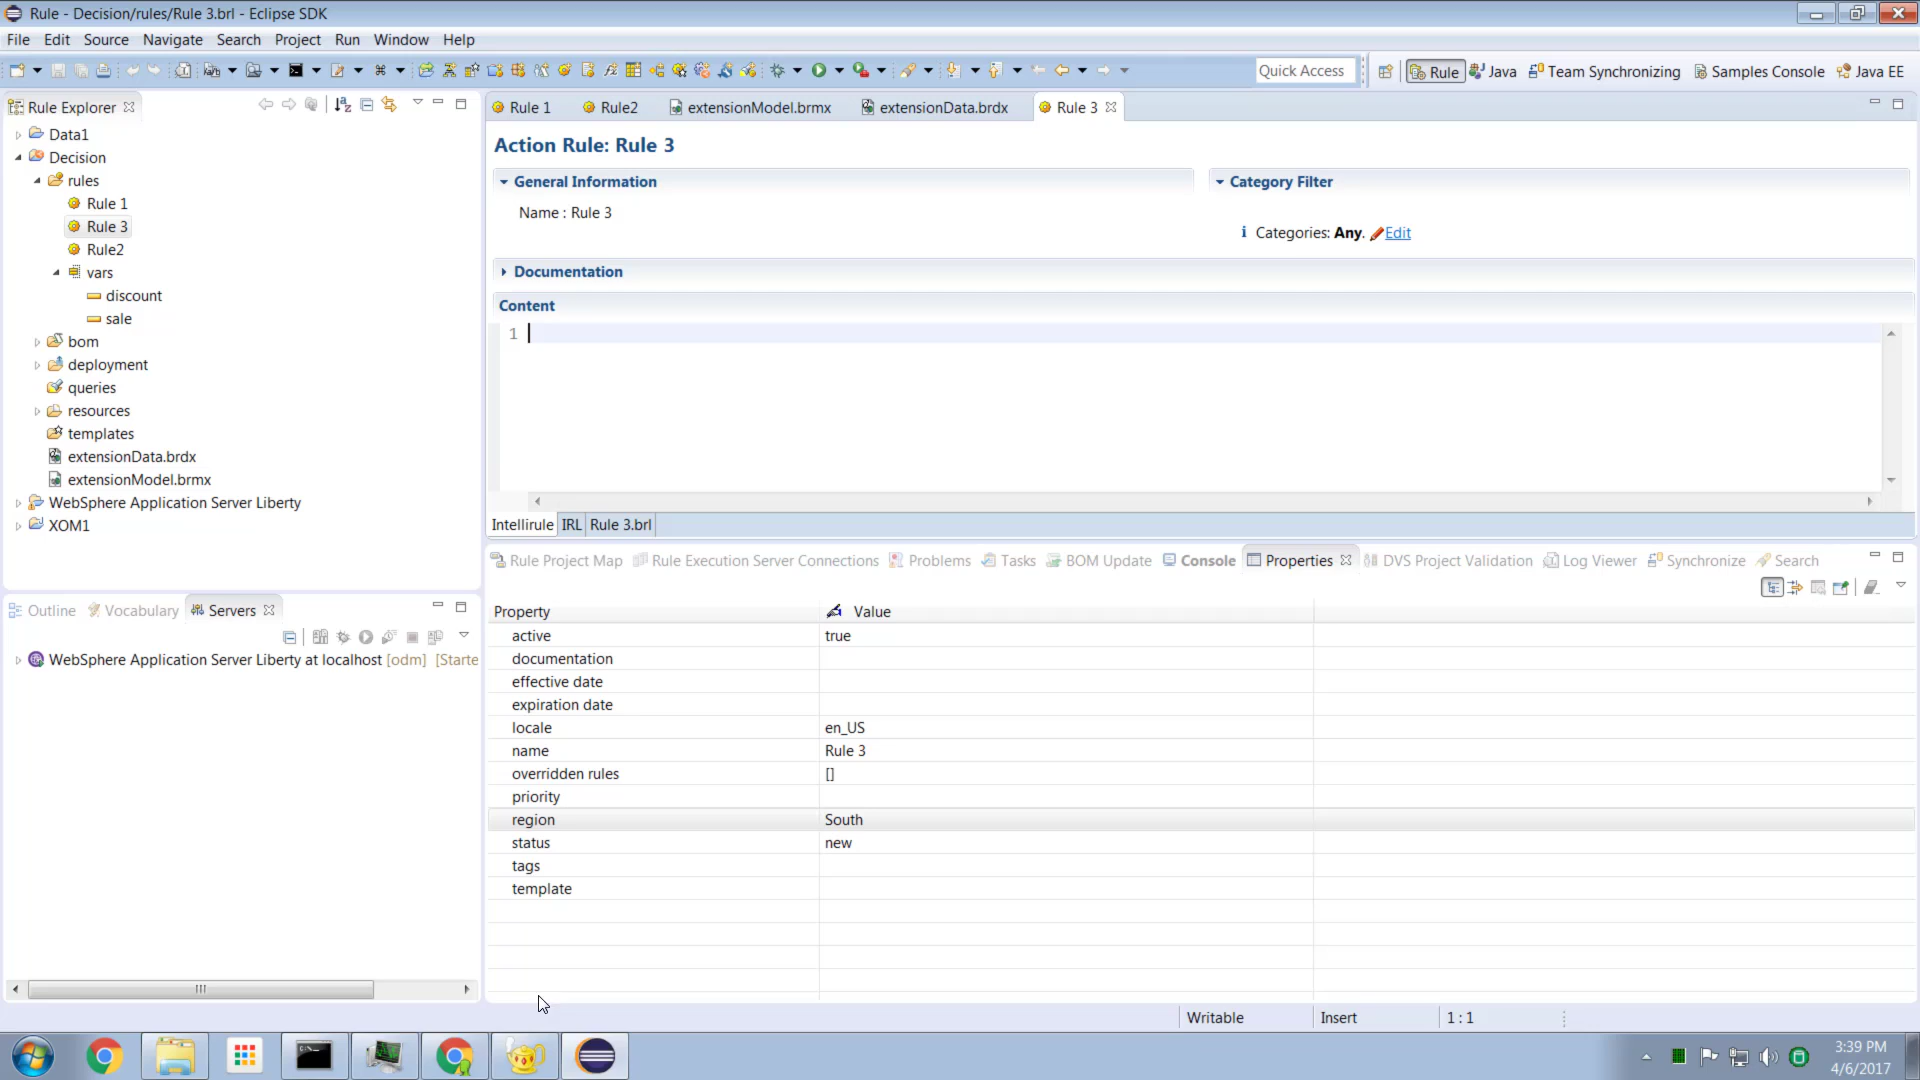 Rule - Decision/rules/Rule 3.brl - Eclipse SDK
File Edit Source Navigate Search Project Run Window Help
Quick Access Rule Java Team Synchronizing Samples Console Java EE
Rule Explorer
Data1
Decision
rules
Rule 1
Rule 3
Rule2
vars
discount
sale
bom
deployment
queries
resources
templates
extensionData.brdx
extensionModel.brmx
WebSphere Application Server Liberty
XOM1
Rule 1 Rule2 extensionModel.brmx extensionData.brdx Rule 3
Action Rule: Rule 3
General Information
Name : Rule 3
Category Filter
Categories: Any. Edit
Documentation
Content
1
Intellirule IRL Rule 3.brl
Outline Vocabulary Servers
WebSphere Application Server Liberty at localhost [odm] [Starte
Rule Project Map Rule Execution Server Connections Problems Tasks BOM Update Console Properties DVS Project Validation Log Viewer Synchronize Search
Property Value
active true
documentation
effective date
expiration date
locale en_US
name Rule 3
overridden rules []
priority
region South
status new
tags
template
Writable Insert 1 : 1
3:39 PM
4/6/2017